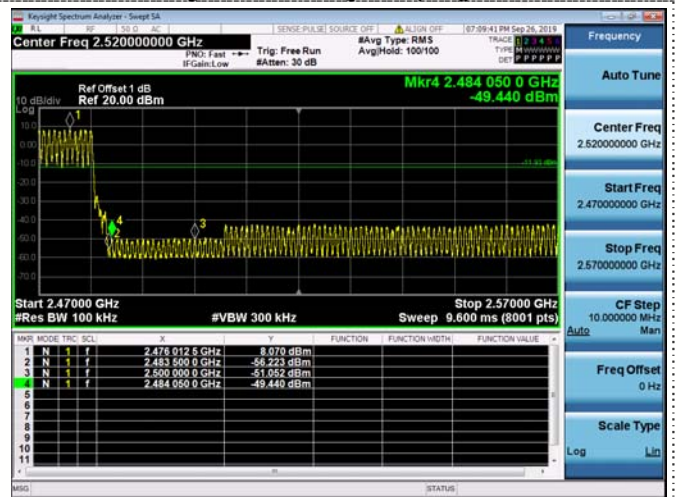 Keysight Spectrum Analyzer - Swept SA
RL RF 50 Ω AC SENSE:PULSE SOURCE OFF ALIGN OFF 07:09:41 PM Sep 26, 2019
Center Freq 2.520000000 GHz
PNO: Fast
IFGain:Low
Trig: Free Run
#Atten: 30 dB
#Avg Type: RMS
Avg|Hold: 100/100
TRACE 1 2 3 4 5 6
TYPE M W W W W W
DET P P P P P P
Frequency
Auto Tune
Ref Offset 1 dB
10 dB/div Ref 20.00 dBm
Log
Mkr4 2.484 050 0 GHz
-49.440 dBm
10.0
0.00
-10.0
-20.0
-30.0
-40.0
-50.0
-60.0
-70.0
1
2
3
4
-11.93 dBm
Center Freq
2.520000000 GHz
Start Freq
2.470000000 GHz
Stop Freq
2.570000000 GHz
Start 2.47000 GHz Stop 2.57000 GHz
#Res BW 100 kHz #VBW 300 kHz Sweep 9.600 ms (8001 pts)
CF Step
10.000000 MHz
Auto Man
MKR MODE TRC SCL X Y FUNCTION FUNCTION WIDTH FUNCTION VALUE
1 N 1 f 2.476 012 5 GHz 8.070 dBm
2 N 1 f 2.483 500 0 GHz -56.223 dBm
3 N 1 f 2.500 000 0 GHz -51.052 dBm
4 N 1 f 2.484 050 0 GHz -49.440 dBm
5
6
7
8
9
10
11
Freq Offset
0 Hz
Scale Type
Log Lin
MSG STATUS